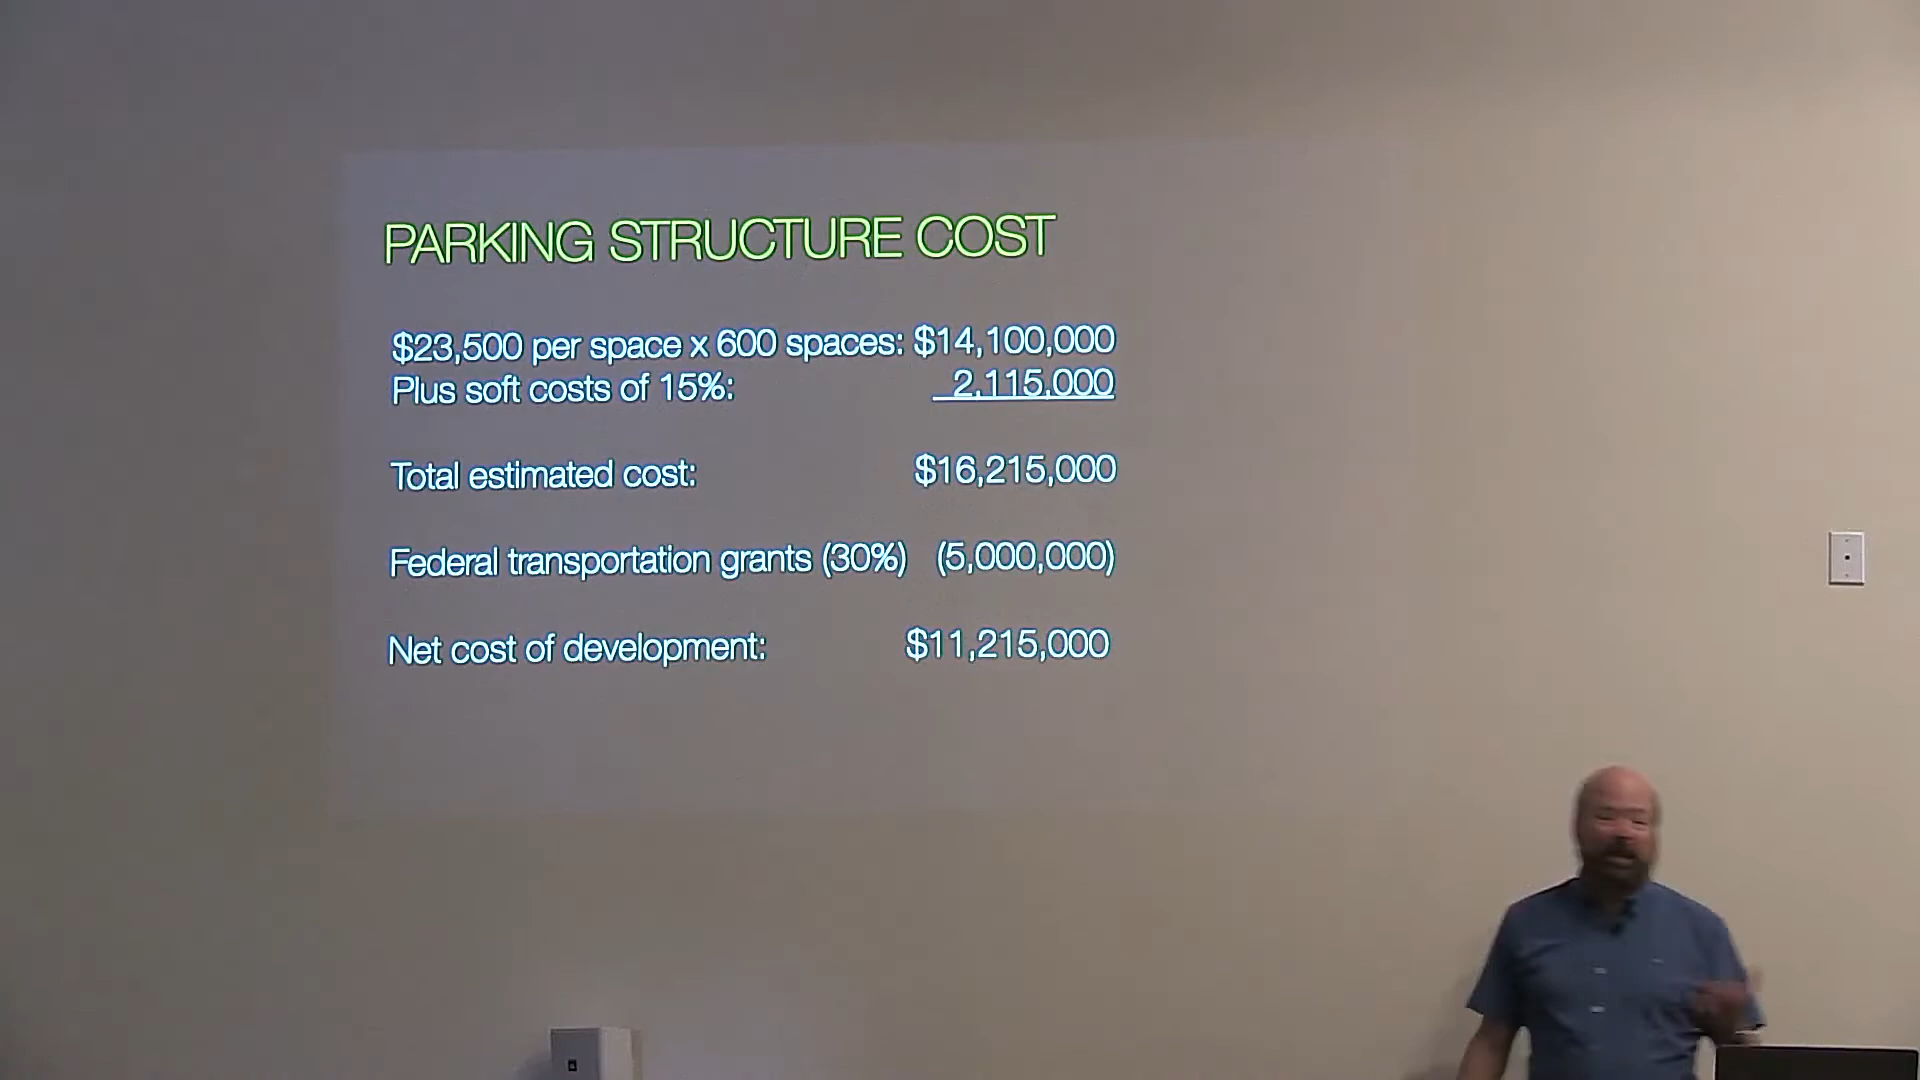 PARKING STRUCTURE COST
$23,500 per space x 600 spaces: $14,100,000
Plus soft costs of 15%: 2,115,000
Total estimated cost: $16,215,000
Federal transportation grants (30%) (5,000,000)
Net cost of development: $11,215,000